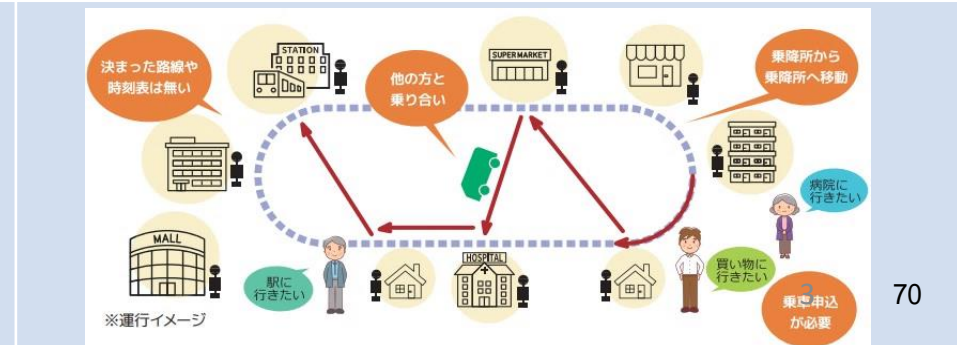 決まった路線や
時刻表は無い
STATION
他の方と
乗り合い
SUPER MARKET
乗降所から
乗降所へ移動
病院に
行きたい
MALL
駅に
行きたい
HOSPITAL
買い物に
行きたい
乗車申込
が必要
3
70
※運行イメージ